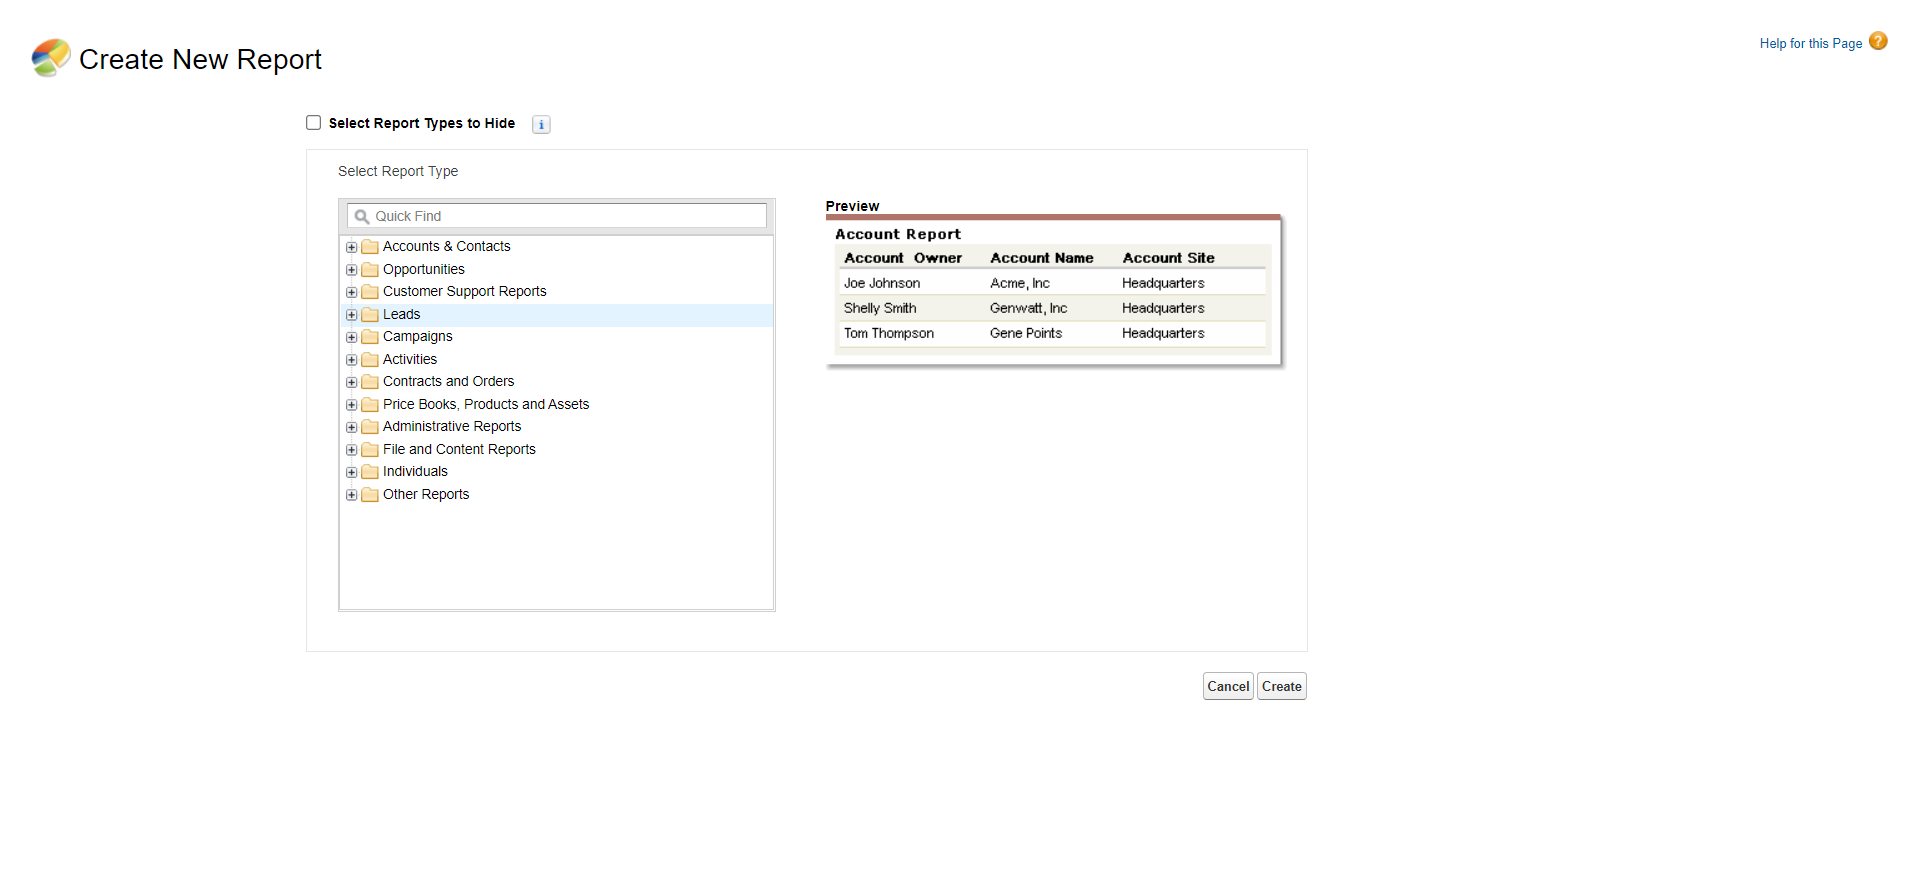 Create New Report
Help for this Page
Select Report Types to Hide
Select Report Type
Quick Find
Accounts & Contacts
Opportunities
Customer Support Reports
Leads
Campaigns
Activities
Contracts and Orders
Price Books, Products and Assets
Administrative Reports
File and Content Reports
Individuals
Other Reports
Preview
Account Report
Account Owner Account Name Account Site
Joe Johnson Acme, Inc Headquarters
Shelly Smith Genwatt, Inc Headquarters
Tom Thompson Gene Points Headquarters
Cancel Create